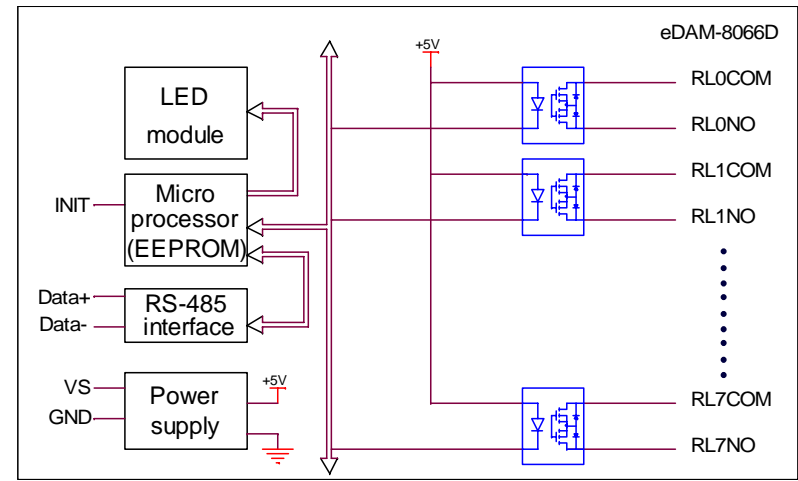 eDAM-8066D
+5V
LED
module
RL0COM
RL0NO
RL1COM
RL1NO
INIT
Micro
processor
(EEPROM)
Data+
Data-
RS-485
interface
VS
GND
Power
supply
+5V
RL7COM
RL7NO